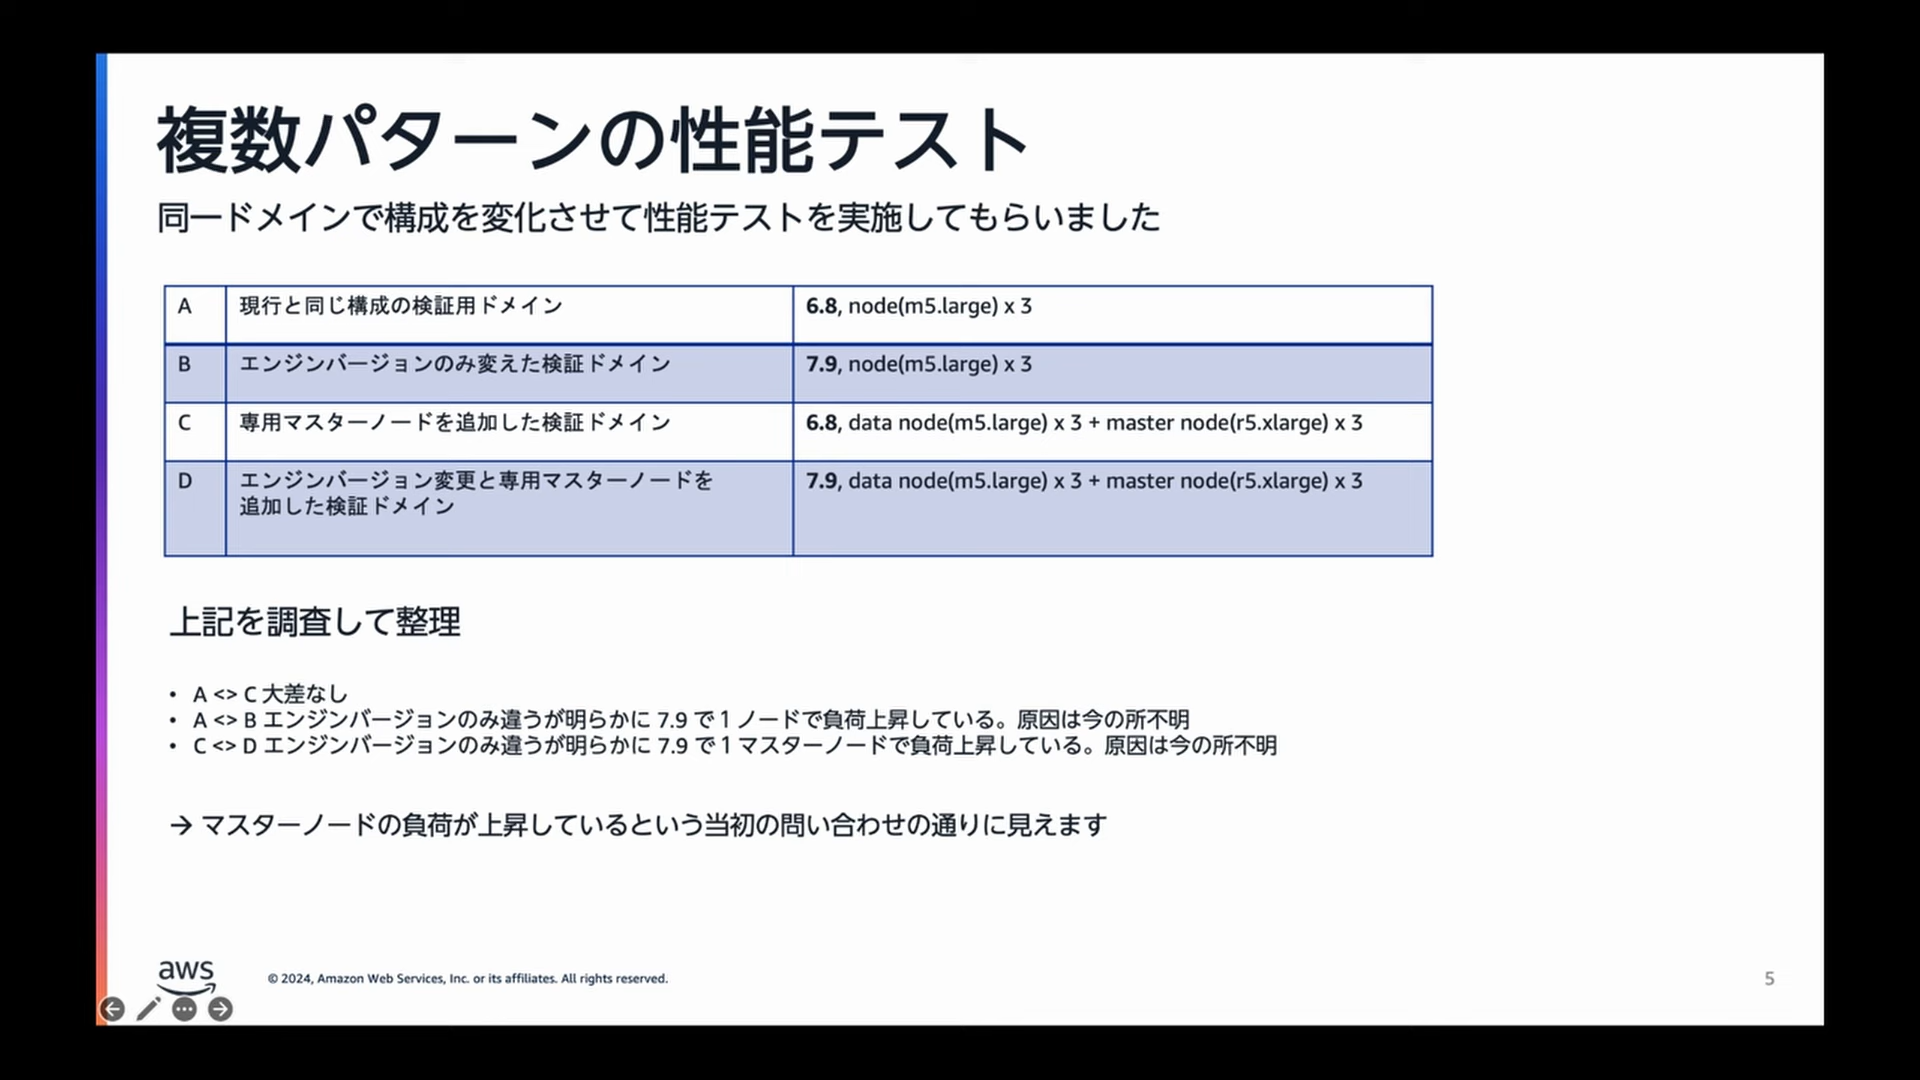 複数パターンの性能テスト
同一ドメインで構成を変化させて性能テストを実施してもらいました
A 現行と同じ構成の検証用ドメイン 6.8, node(m5.large) x 3
B エンジンバージョンのみ変えた検証ドメイン 7.9, node(m5.large) x 3
C 専用マスターノードを追加した検証ドメイン 6.8, data node(m5.large) x 3 + master node(r5.xlarge) x 3
D エンジンバージョン変更と専用マスターノードを 7.9, data node(m5.large) x 3 + master node(r5.xlarge) x 3
追加した検証ドメイン
上記を調査して整理
• A <> C 大差なし
• A <> B エンジンバージョンのみ違うが明らかに 7.9 で 1 ノードで負荷上昇している。原因は今の所不明
• C <> D エンジンバージョンのみ違うが明らかに 7.9 で 1 マスターノードで負荷上昇している。原因は今の所不明
→ マスターノードの負荷が上昇しているという当初の問い合わせの通りに見えます
aws
© 2024, Amazon Web Services, Inc. or its affiliates. All rights reserved.
5